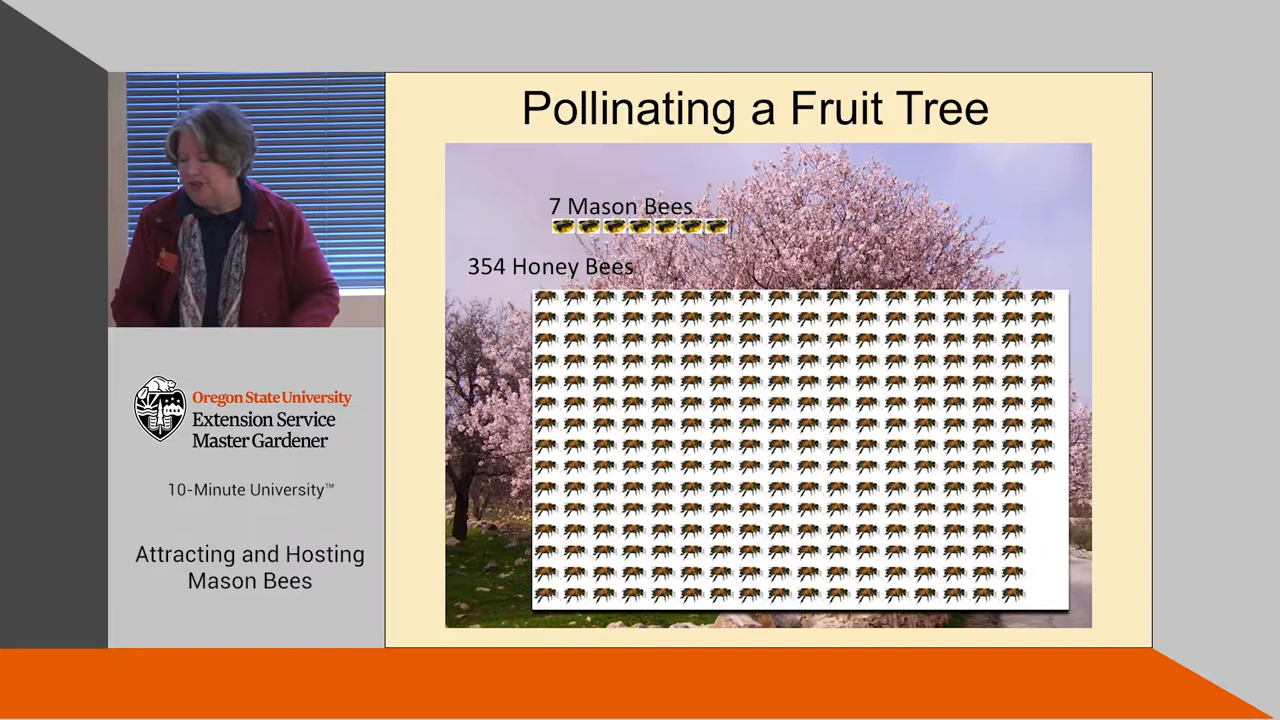 Pollinating a Fruit Tree
7 Mason Bees
354 Honey Bees
Oregon State University
Extension Service
Master Gardener
10-Minute University™
Attracting and Hosting
Mason Bees